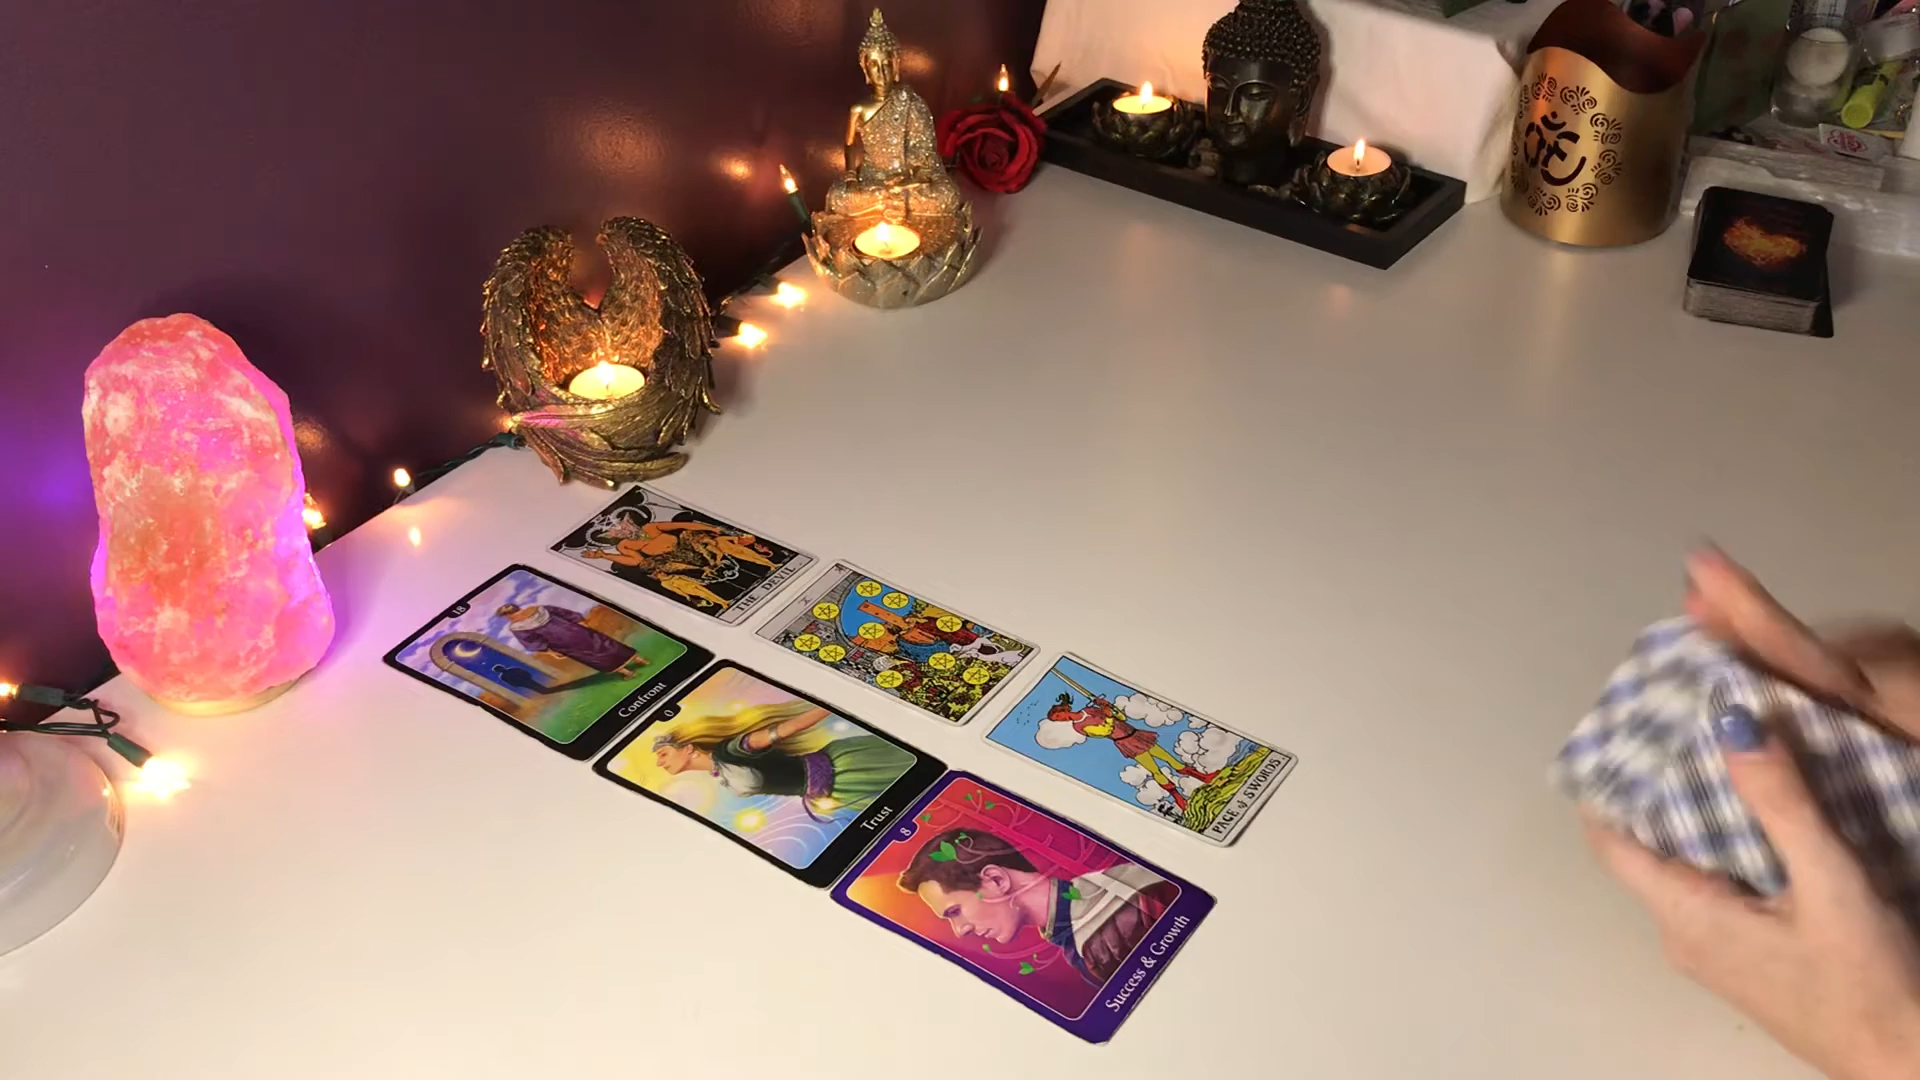 THE DEVIL.
X
PAGE of SWORDS.
18
Confront
0
Trust
8
Success & Growth
ॐ